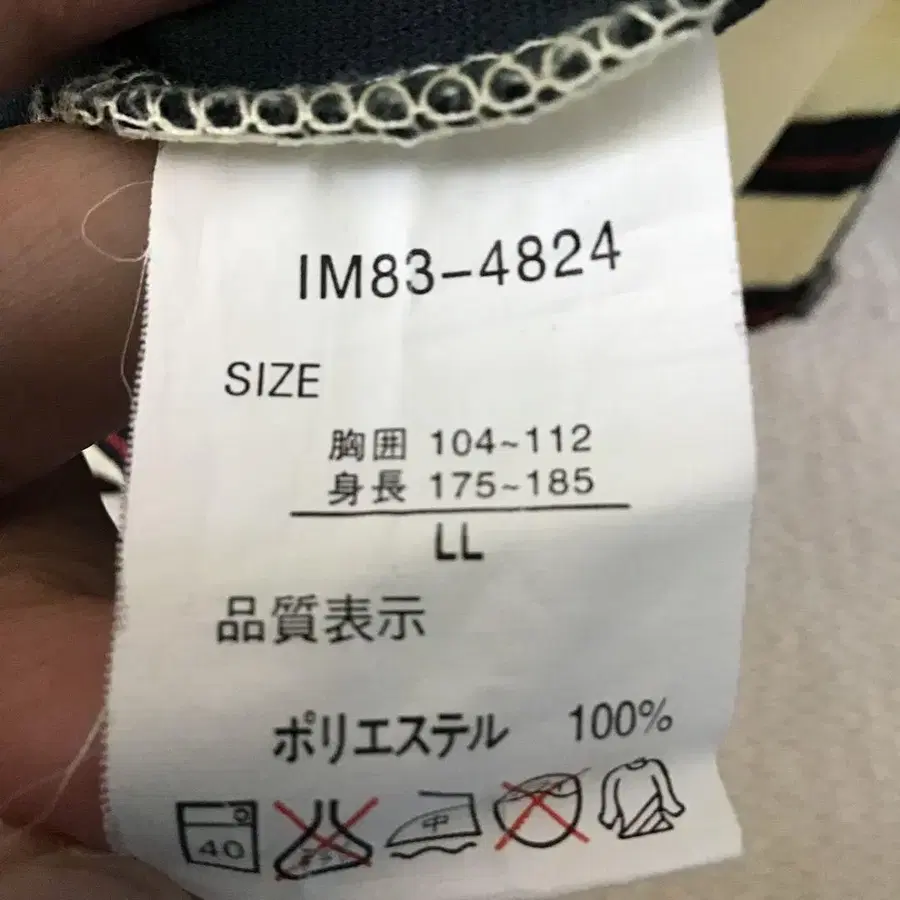 IM83-4824
SIZE
胸囲 104~112
身長 175~185
LL
品質表示
ポリエステル 100%
40
中